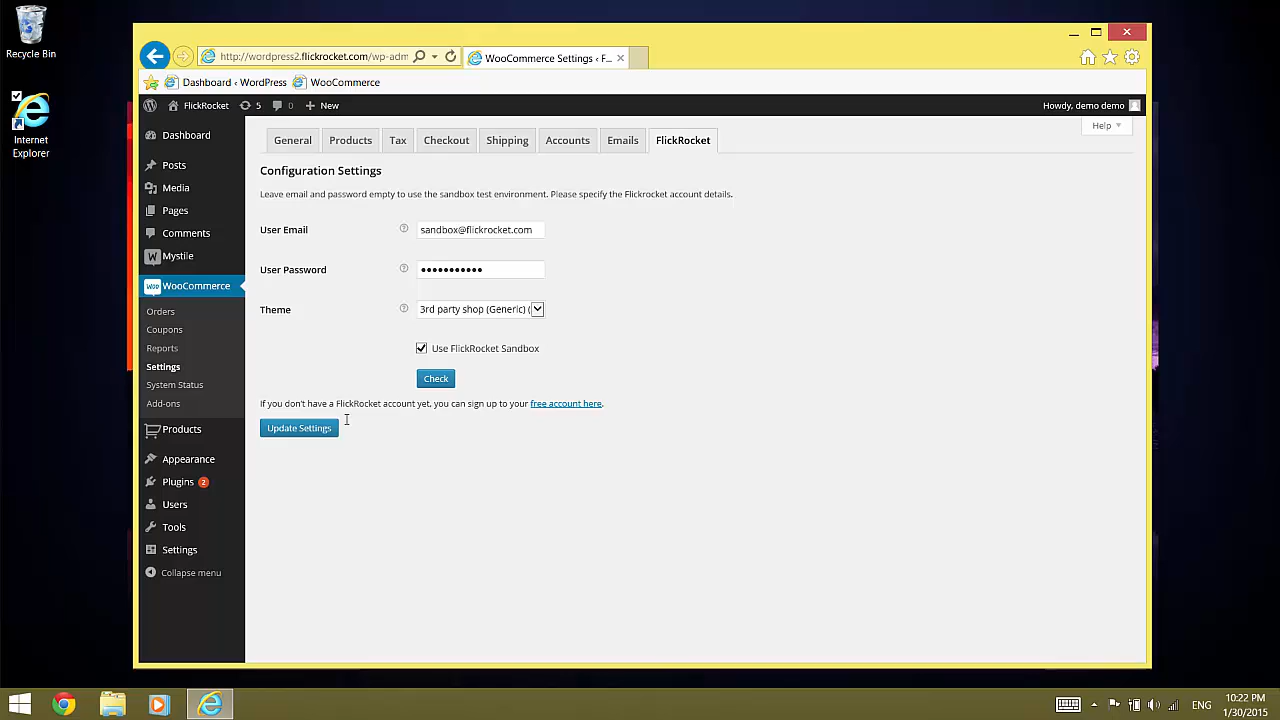 Recycle Bin
Internet
Explorer
http://wordpress2.flickrocket.com/wp-adm
WooCommerce Settings ‹ F...
Dashboard ‹ WordPress
WooCommerce
FlickRocket
5
0
New
Howdy, demo demo
Help
Dashboard
Posts
Media
Pages
Comments
Mystile
WooCommerce
Orders
Coupons
Reports
Settings
System Status
Add-ons
Products
Appearance
Plugins 2
Users
Tools
Settings
Collapse menu
General
Products
Tax
Checkout
Shipping
Accounts
Emails
FlickRocket
Configuration Settings
Leave email and password empty to use the sandbox test environment. Please specify the Flickrocket account details.
User Email
sandbox@flickrocket.com
User Password
•••••••••••
Theme
3rd party shop (Generic) (
Use FlickRocket Sandbox
Check
If you don't have a FlickRocket account yet, you can sign up to your free account here.
Update Settings
ENG
10:22 PM
1/30/2015